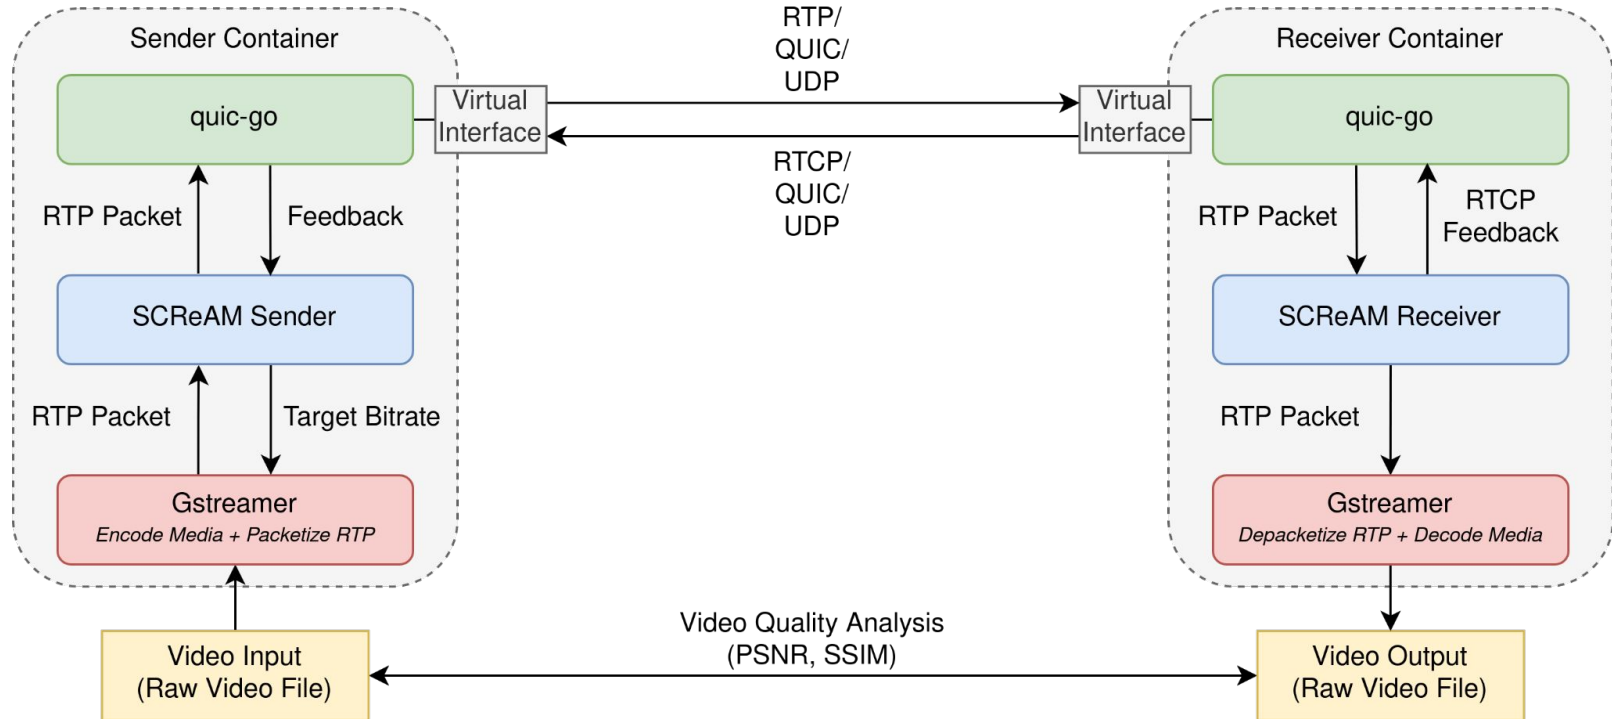 Sender Container
quic-go
Virtual
Interface
RTP Packet
Feedback
SCReAM Sender
RTP Packet
Target Bitrate
Gstreamer
Encode Media + Packetize RTP
Video Input
(Raw Video File)
RTP/
QUIC/
UDP
RTCP/
QUIC/
UDP
Video Quality Analysis
(PSNR, SSIM)
Receiver Container
Virtual
Interface
quic-go
RTP Packet
RTCP
Feedback
SCReAM Receiver
RTP Packet
Gstreamer
Depacketize RTP + Decode Media
Video Output
(Raw Video File)